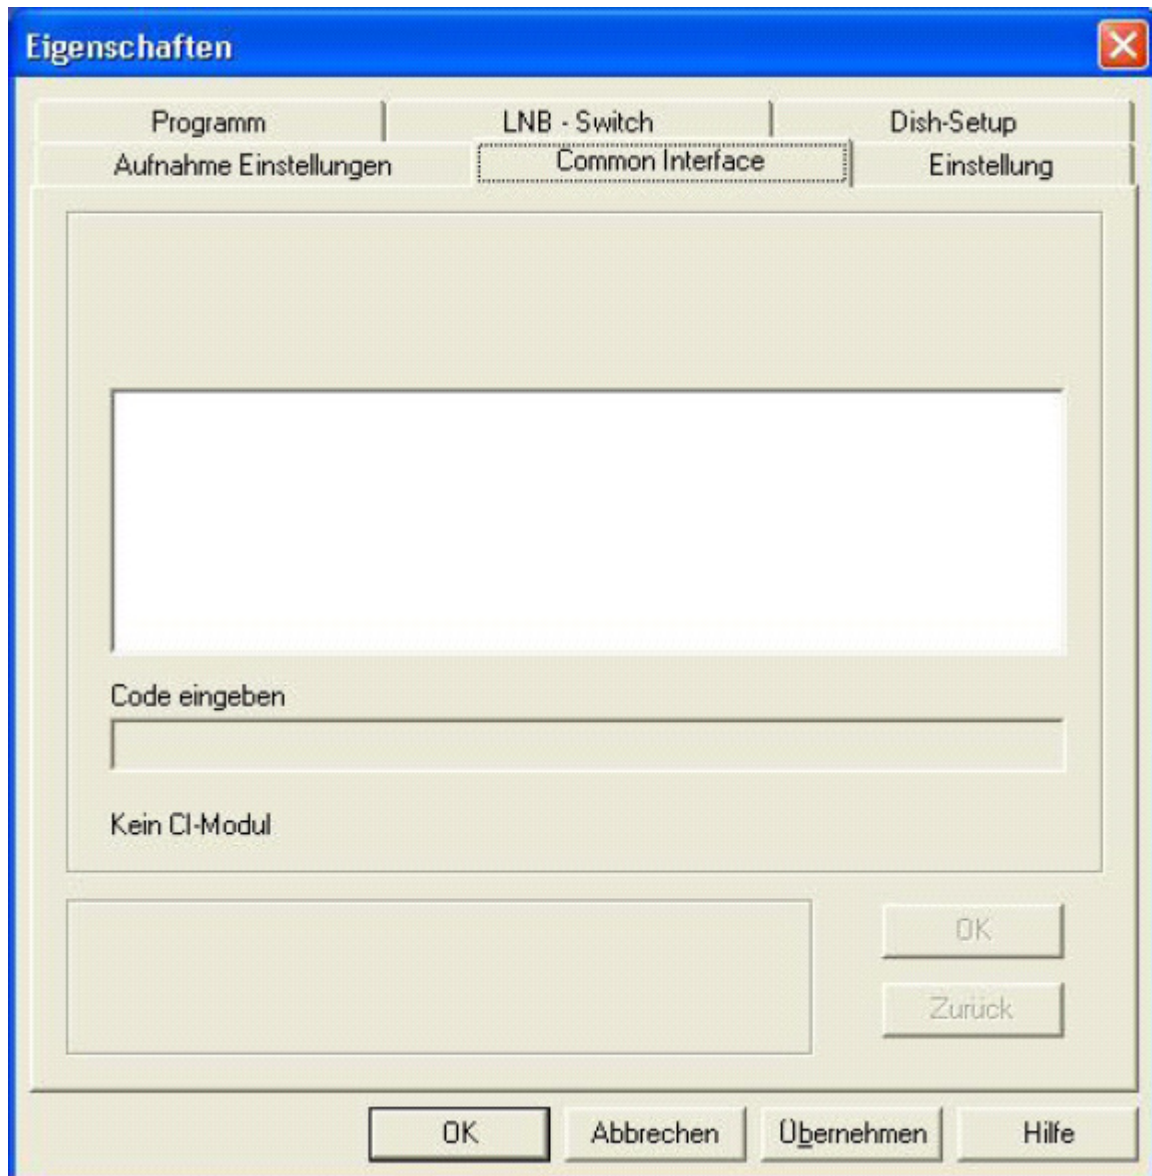 Eigenschaften
Programm LNB - Switch Dish-Setup
Aufnahme Einstellungen Common Interface Einstellung
Code eingeben
Kein CI-Modul
OK
Zurück
OK Abbrechen Übernehmen Hilfe